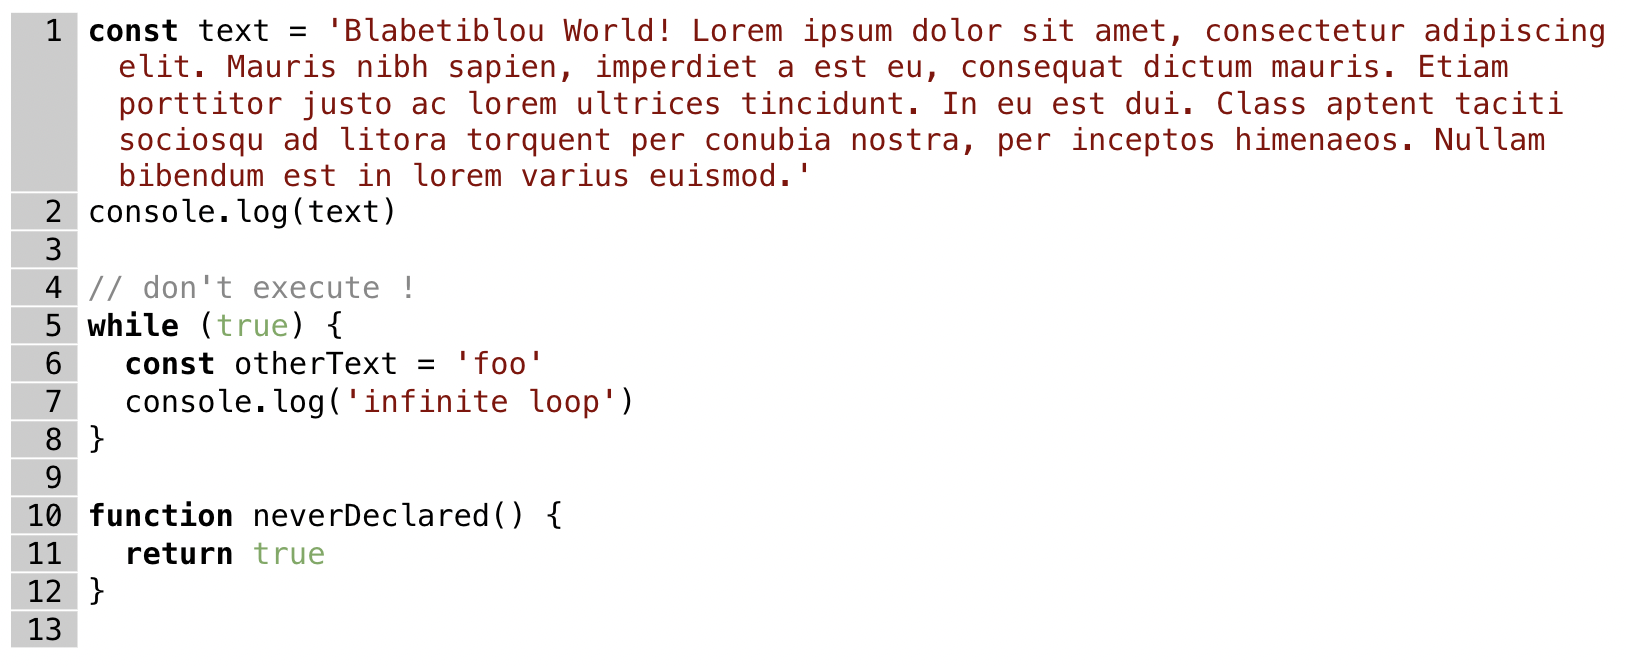 1 const text = 'Blabetiblou World! Lorem ipsum dolor sit amet, consectetur adipiscing
elit. Mauris nibh sapien, imperdiet a est eu, consequat dictum mauris. Etiam
porttitor justo ac lorem ultrices tincidunt. In eu est dui. Class aptent taciti
sociosqu ad litora torquent per conubia nostra, per inceptos himenaeos. Nullam
bibendum est in lorem varius euismod.'
2 console.log(text)
3
4 // don't execute !
5 while (true) {
6   const otherText = 'foo'
7   console.log('infinite loop')
8 }
9
10 function neverDeclared() {
11   return true
12 }
13